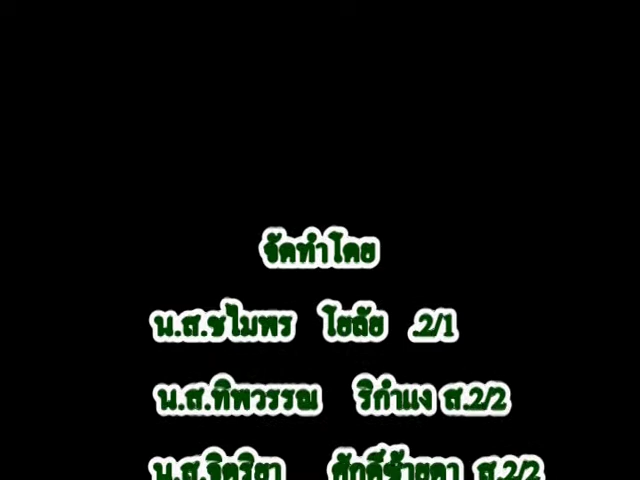 จัดทำโดย
น.ส.ชไมพร โยลัย .2/1
น.ส.ทิพวรรณ ริกำแง ส.2/2
น.ส.จิตริยา ส.2/2